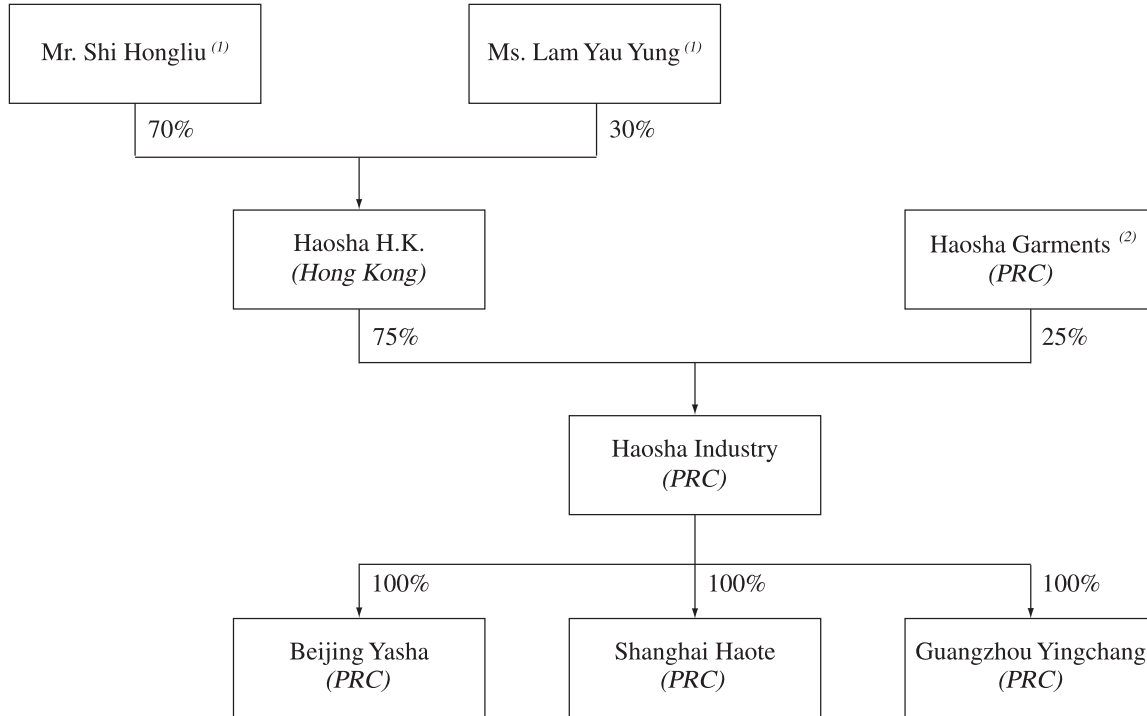 Mr. Shi Hongliu (1)
Ms. Lam Yau Yung (1)
70%
30%
Haosha H.K.
(Hong Kong)
Haosha Garments (2)
(PRC)
75%
25%
Haosha Industry
(PRC)
100%
100%
100%
Beijing Yasha
(PRC)
Shanghai Haote
(PRC)
Guangzhou Yingchang
(PRC)